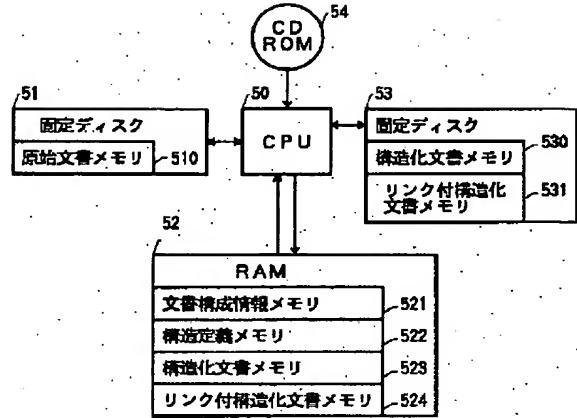 54
CD
ROM
51
固定ディスク
原始文書メモリ
510
50
CPU
53
固定ディスク
構造化文書メモリ
530
リンク付構造化
文書メモリ
531
52
RAM
文書構成情報メモリ
521
構造定義メモリ
522
構造化文書メモリ
523
リンク付構造化文書メモリ
524